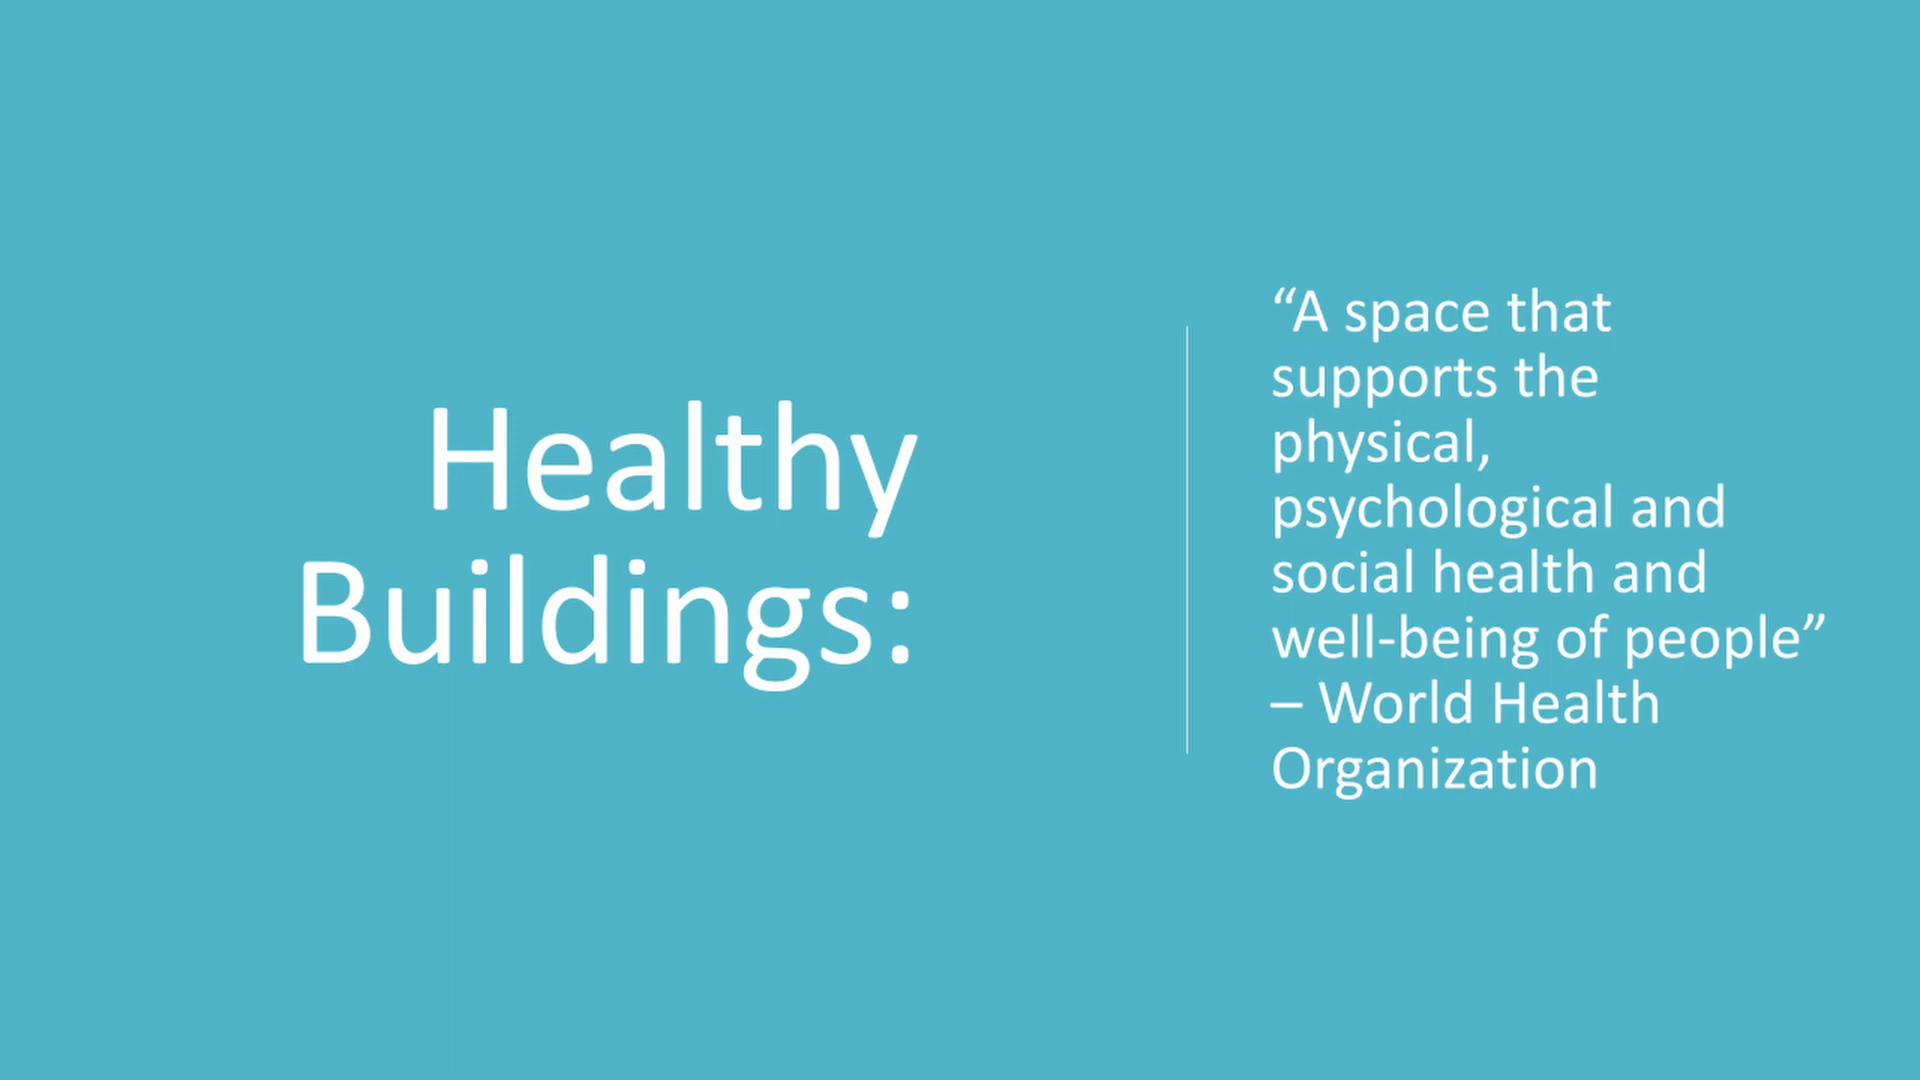 Healthy
Buildings:
“A space that
supports the
physical,
psychological and
social health and
well-being of people”
– World Health
Organization